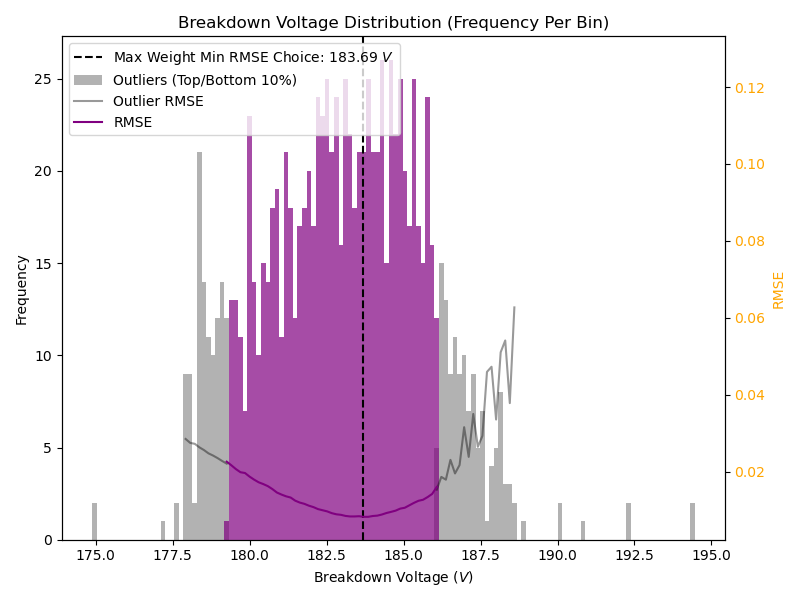 Breakdown Voltage Distribution (Frequency Per Bin)
Max Weight Min RMSE Choice: 183.69 V
Outliers (Top/Bottom 10%)
Outlier RMSE
RMSE
Frequency
25
20
15
10
5
0
0.12
0.10
0.08
0.06
0.04
0.02
RMSE
175.0 177.5 180.0 182.5 185.0 187.5 190.0 192.5 195.0
Breakdown Voltage (V)